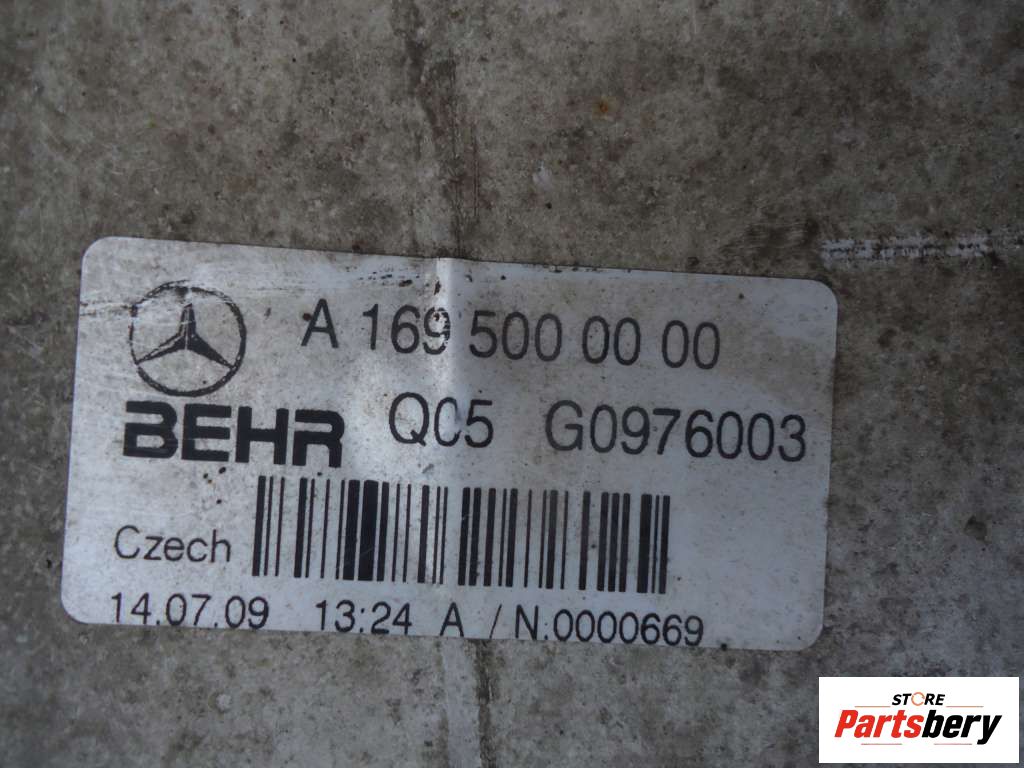 A 169 500 00 00
BEHR Q05 G0976003
Czech
14.07.09 13:24 A / N:0000669
STORE
Partsbery